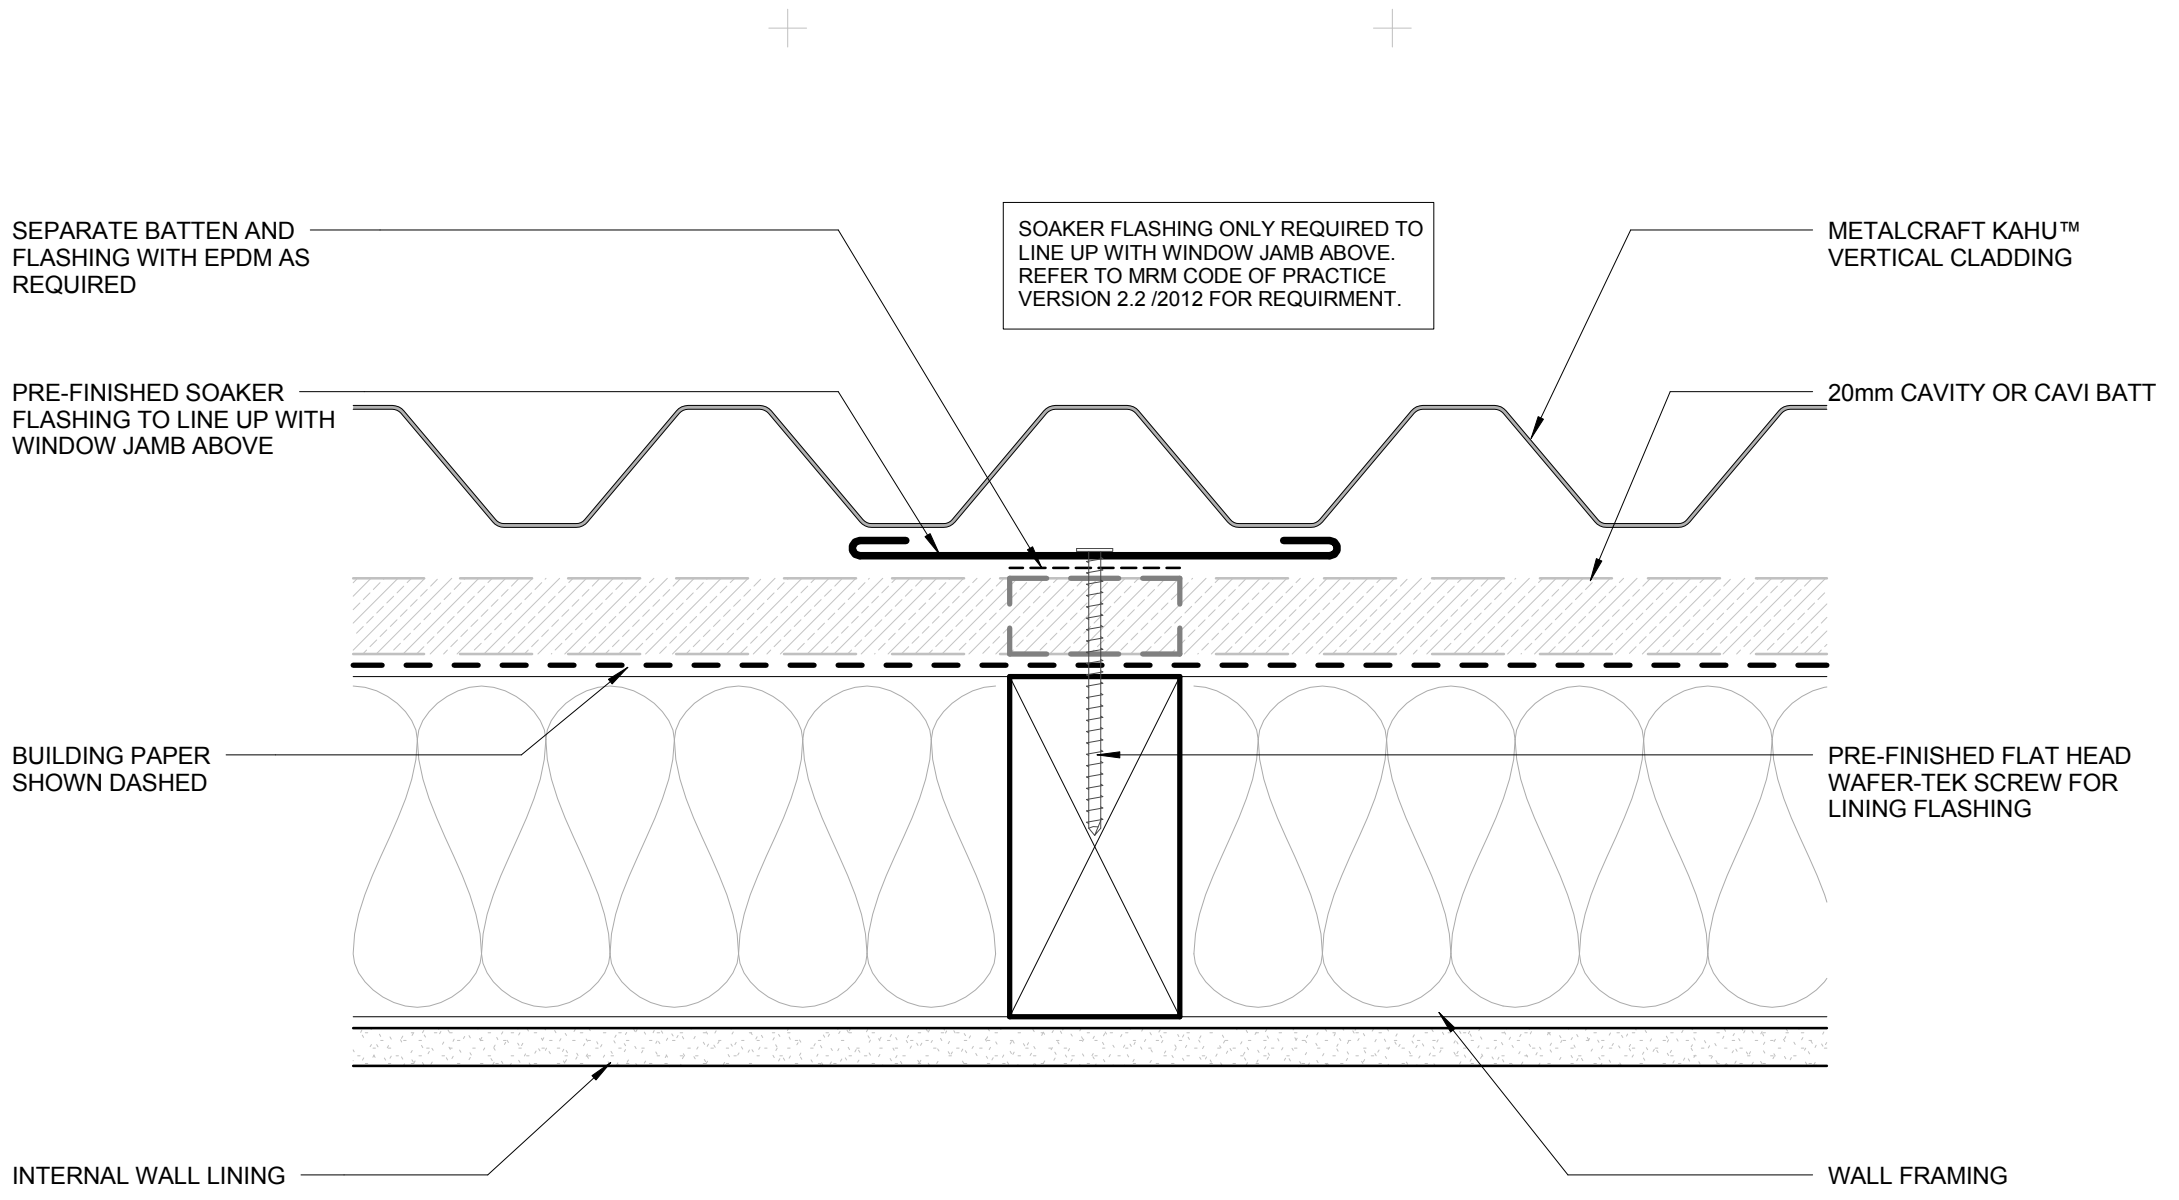 SEPARATE BATTEN AND
FLASHING WITH EPDM AS
REQUIRED
SOAKER FLASHING ONLY REQUIRED TO
LINE UP WITH WINDOW JAMB ABOVE.
REFER TO MRM CODE OF PRACTICE
VERSION 2.2 /2012 FOR REQUIRMENT.
METALCRAFT KAHU™
VERTICAL CLADDING
PRE-FINISHED SOAKER
FLASHING TO LINE UP WITH
WINDOW JAMB ABOVE
20mm CAVITY OR CAVI BATT
BUILDING PAPER
SHOWN DASHED
PRE-FINISHED FLAT HEAD
WAFER-TEK SCREW FOR
LINING FLASHING
INTERNAL WALL LINING
WALL FRAMING